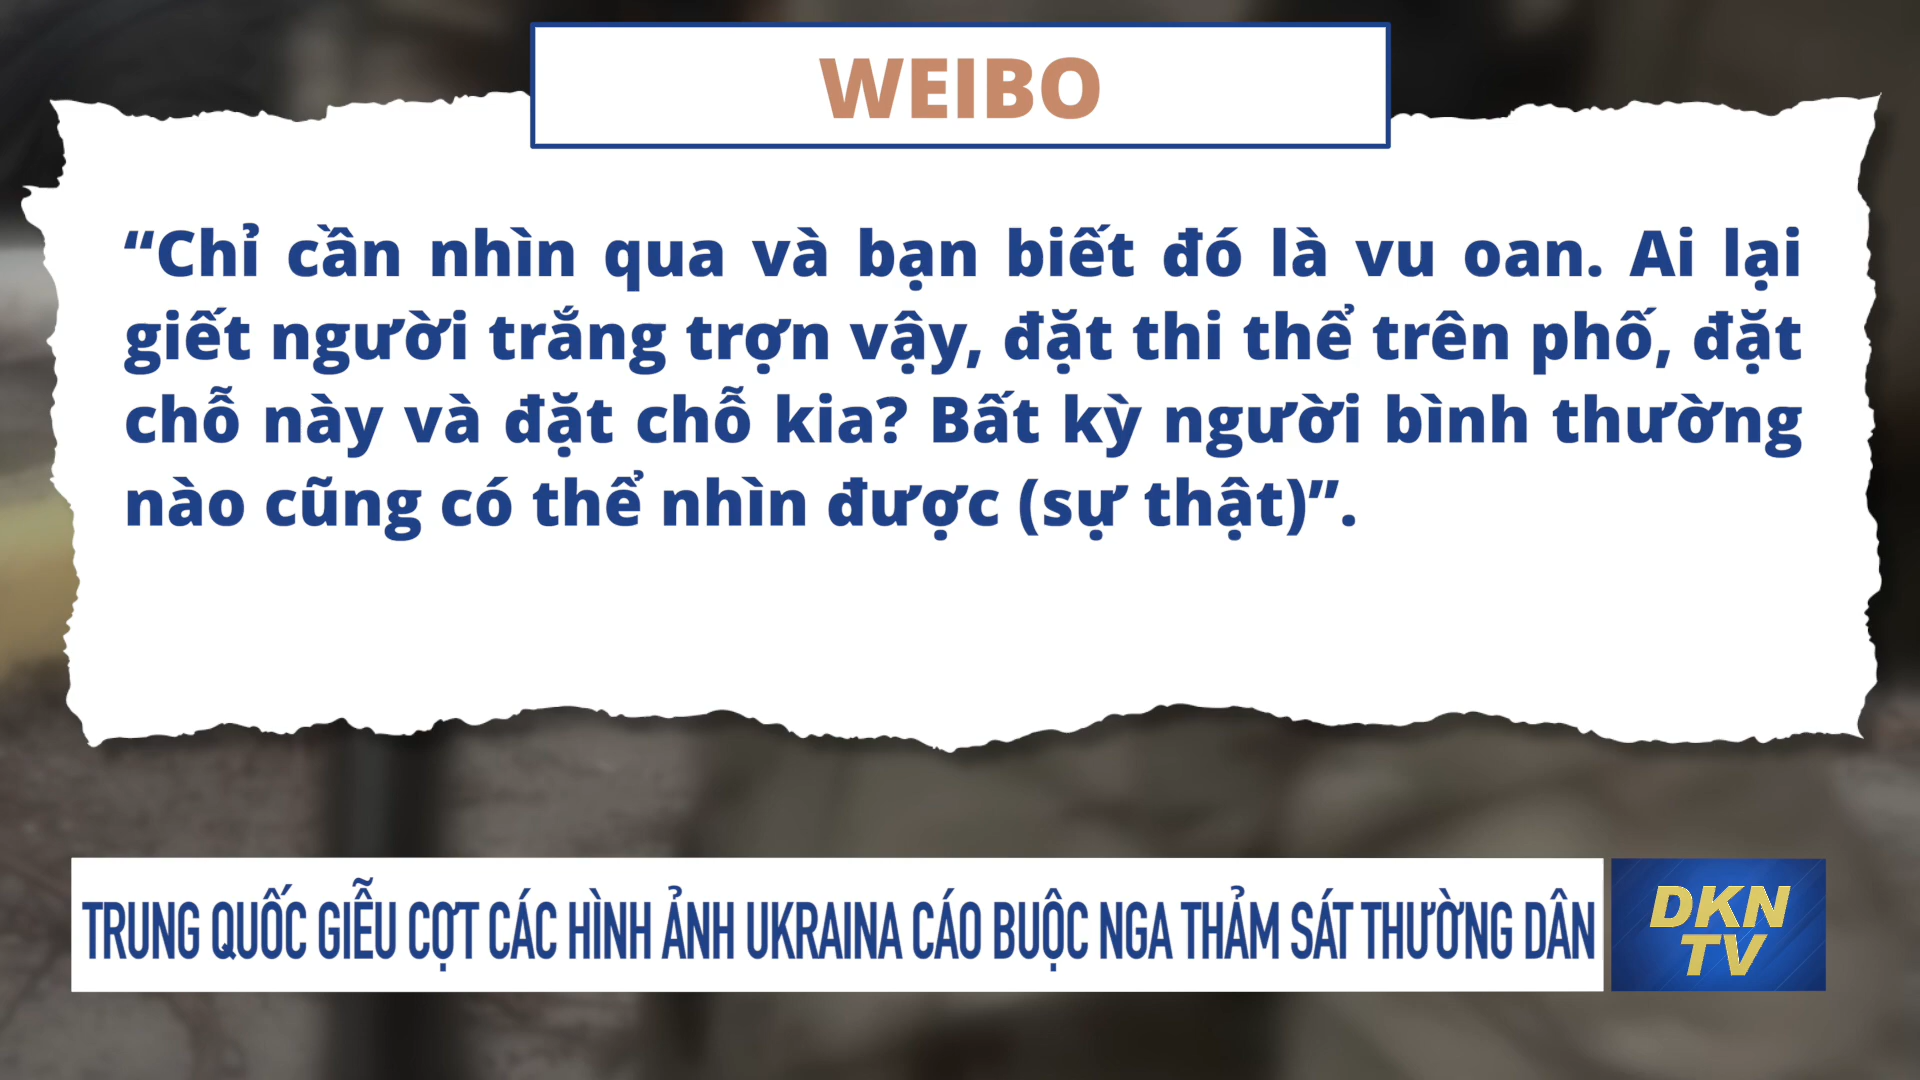 WEIBO
“Chỉ cần nhìn qua và bạn biết đó là vu oan. Ai lại
giết người trắng trợn vậy, đặt thi thể trên phố, đặt
chỗ này và đặt chỗ kia? Bất kỳ người bình thường
nào cũng có thể nhìn được (sự thật)”.
TRUNG QUỐC GIỄU CỢT CÁC HÌNH ẢNH UKRAINA CÁO BUỘC NGA THẢM SÁT THƯỜNG DÂN
DKN
TV